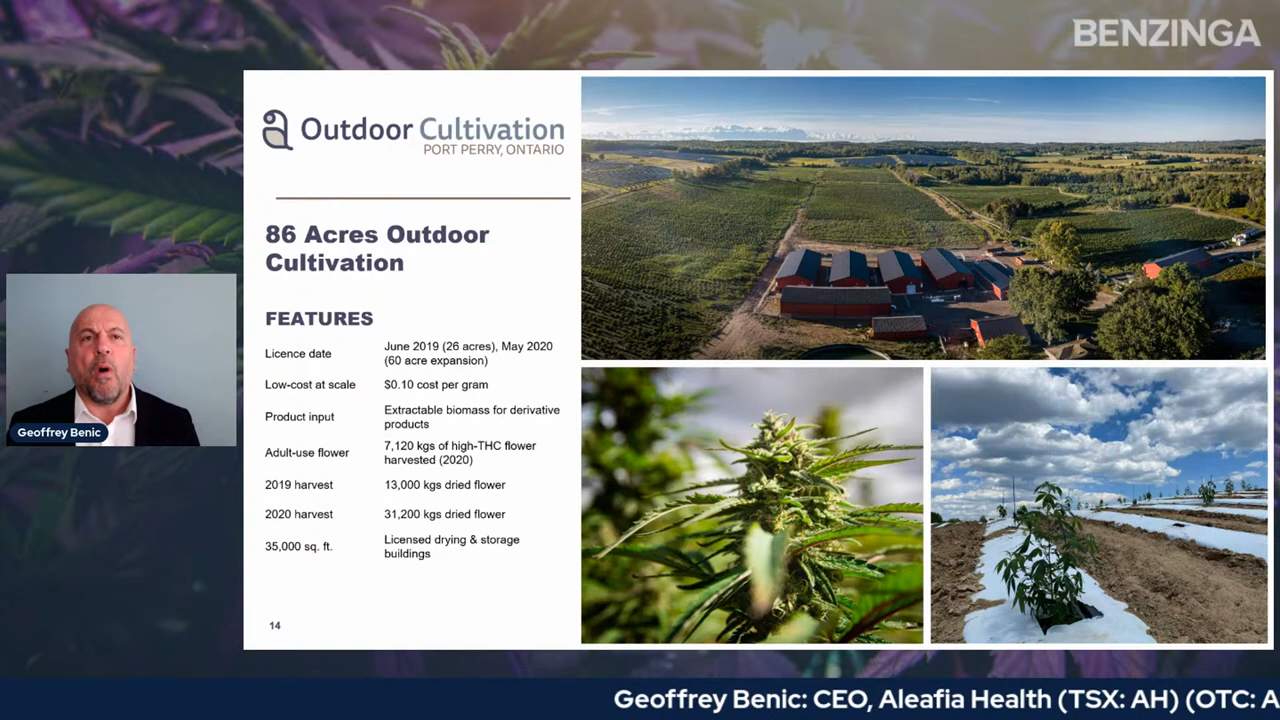 BENZINGA
Outdoor Cultivation
PORT PERRY, ONTARIO
86 Acres Outdoor
Cultivation
FEATURES
Licence date June 2019 (26 acres), May 2020
(60 acre expansion)
Low-cost at scale $0.10 cost per gram
Product input Extractable biomass for derivative
products
Adult-use flower 7,120 kgs of high-THC flower
harvested (2020)
2019 harvest 13,000 kgs dried flower
2020 harvest 31,200 kgs dried flower
35,000 sq. ft. Licensed drying & storage
buildings
14
Geoffrey Benic
Geoffrey Benic: CEO, Aleafia Health (TSX: AH) (OTC: A